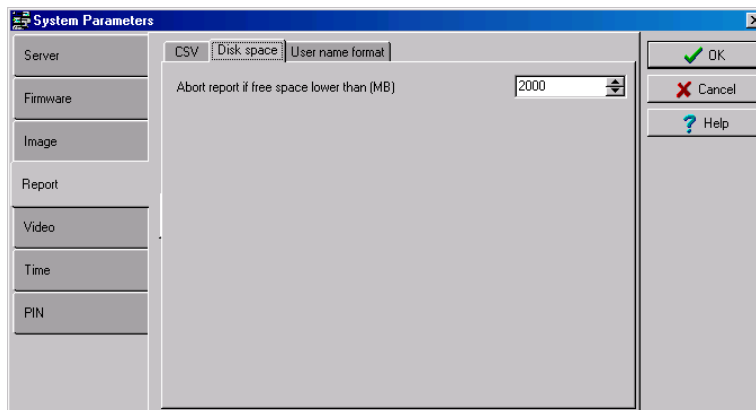 System Parameters
Server
Firmware
Image
Report
Video
Time
PIN
CSV Disk space User name format
Abort report if free space lower than (MB) 2000
OK
Cancel
Help